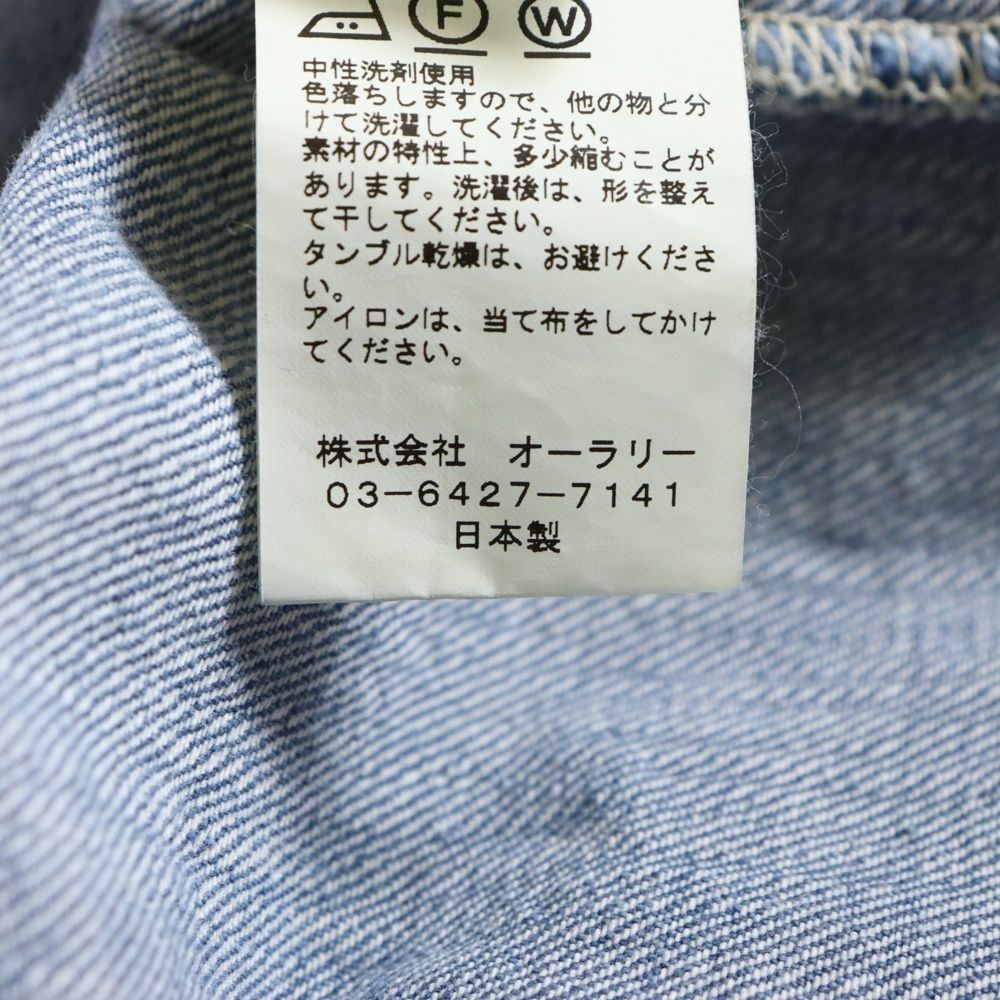 F W
中性洗剤使用
色落ちしますので、他の物と分
けて洗濯してください。
素材の特性上、多少縮むことが
あります。洗濯後は、形を整え
て干してください。
タンブル乾燥は、お避けくださ
い。
アイロンは、当て布をしてかけ
てください。
株式会社　オーラリー
03-6427-7141
日本製